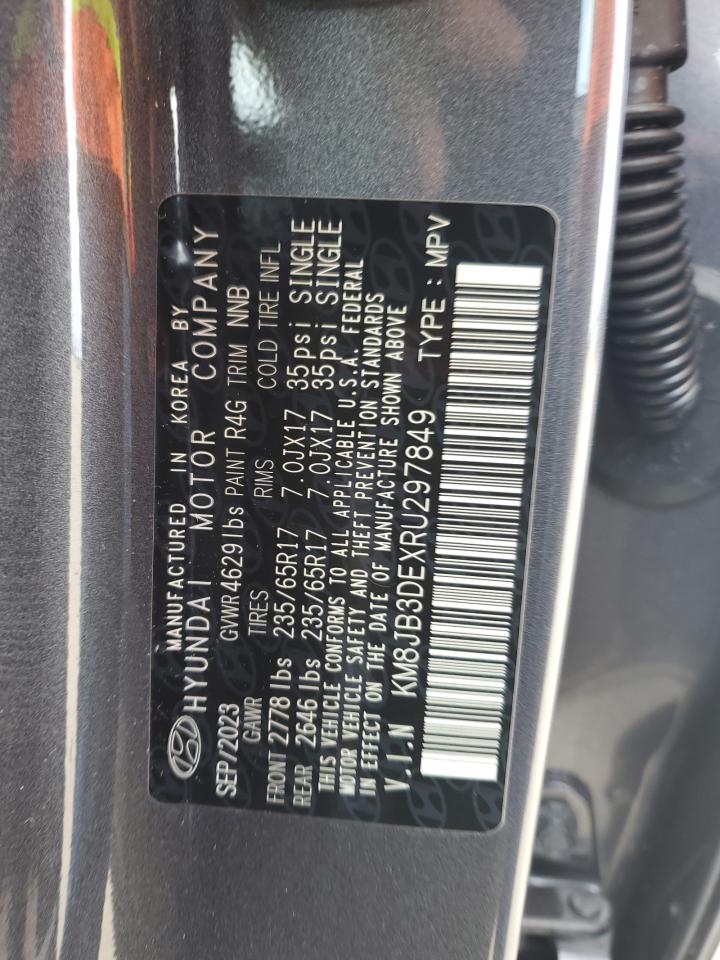 MANUFACTURED IN KOREA BY
HYUNDAI MOTOR COMPANY
SEP/2023 GVWR 4629 lbs PAINT R4G TRIM NNB
GAWR TIRES RIMS COLD TIRE INFL
FRONT 2778 lbs 235/65R17 7.0JX17 35psi SINGLE
REAR 2646 lbs 235/65R17 7.0JX17 35psi SINGLE
THIS VEHICLE CONFORMS TO ALL APPLICABLE U.S.A. FEDERAL
MOTOR VEHICLE SAFETY AND THEFT PREVENTION STANDARDS
IN EFFECT ON THE DATE OF MANUFACTURE SHOWN ABOVE
V.I.N KM8JB3DEXRU297849 TYPE : MPV